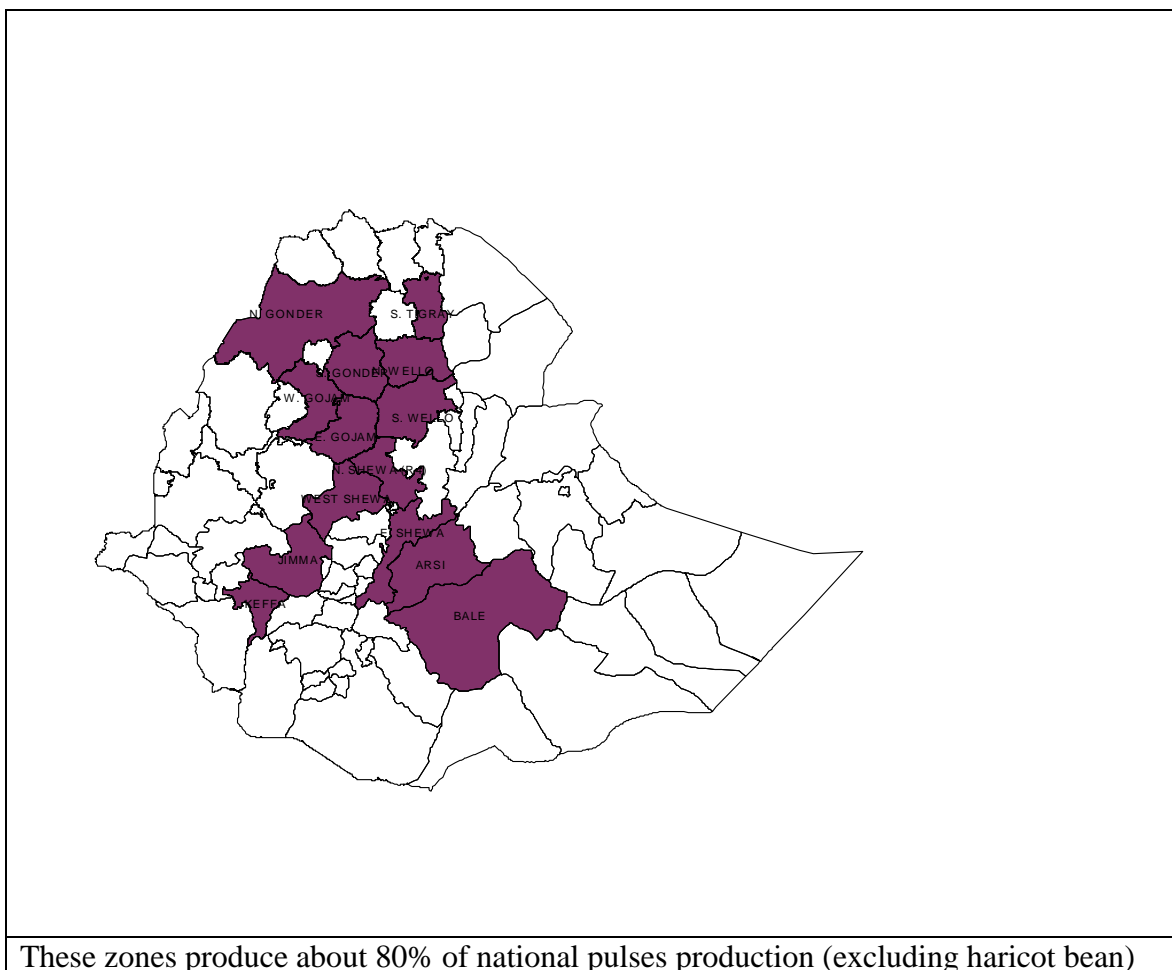 N. GONDER
S. TIGRAY
S. GONDER
N. WELLO
W. GOJAM
S. WELLO
E. GOJAM
N. SHEWA
WEST SHEWA
E. SHEWA
JIMMA
ARSI
KEFFA
BALE
These zones produce about 80% of national pulses production (excluding haricot bean)